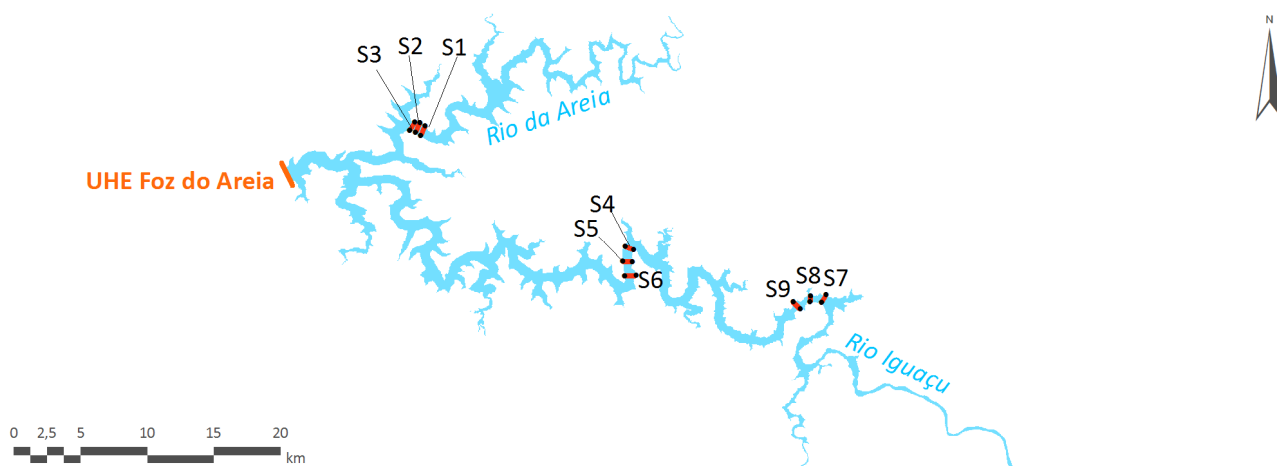 N
S3 S2 S1
Rio da Areia
UHE Foz do Areia
S4
S5
S6
S9 S8 S7
Rio Iguaçu
0 2,5 5 10 15 20
km